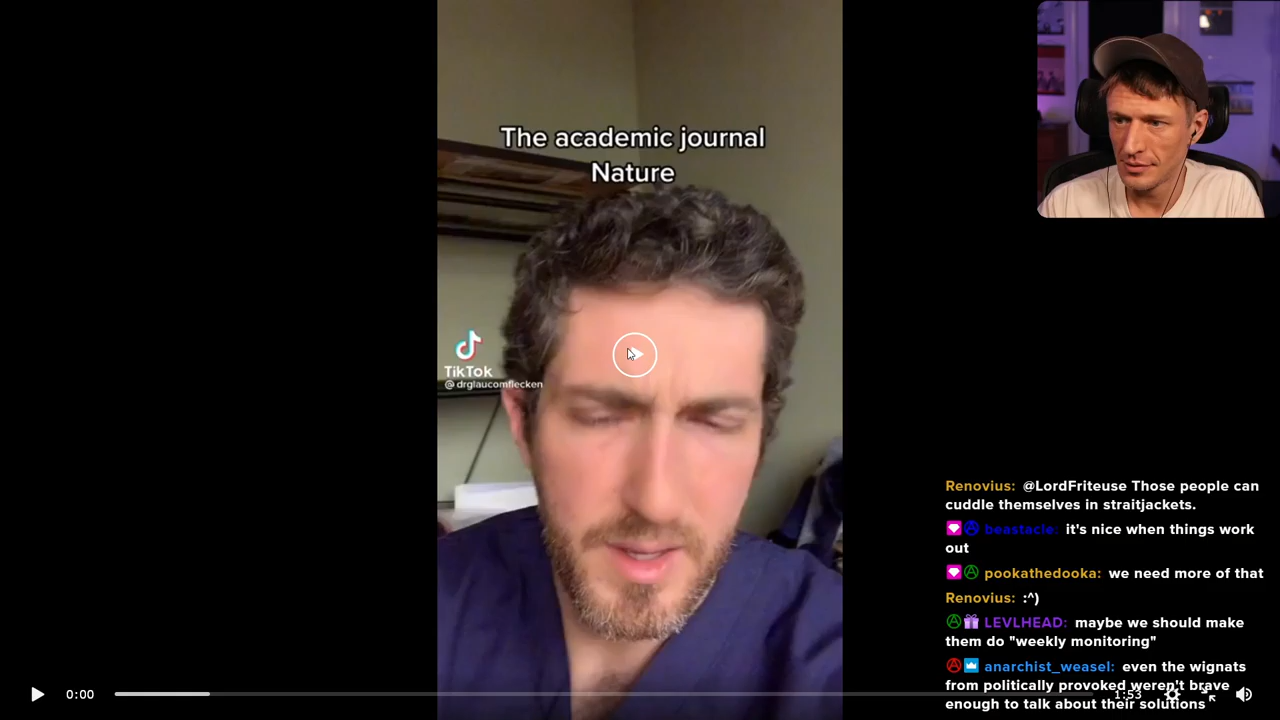 The academic journal
Nature
TikTok
@drglaucomflecken
Renovius: @LordFriteuse Those people can
cuddle themselves in straitjackets.
beastacle: it's nice when things work
out
pookathedooka: we need more of that
Renovius: :^)
LEVLHEAD: maybe we should make
them do "weekly monitoring"
anarchist_weasel: even the wignats
from politically provoked weren't brave
enough to talk about their solutions
0:00
1:53